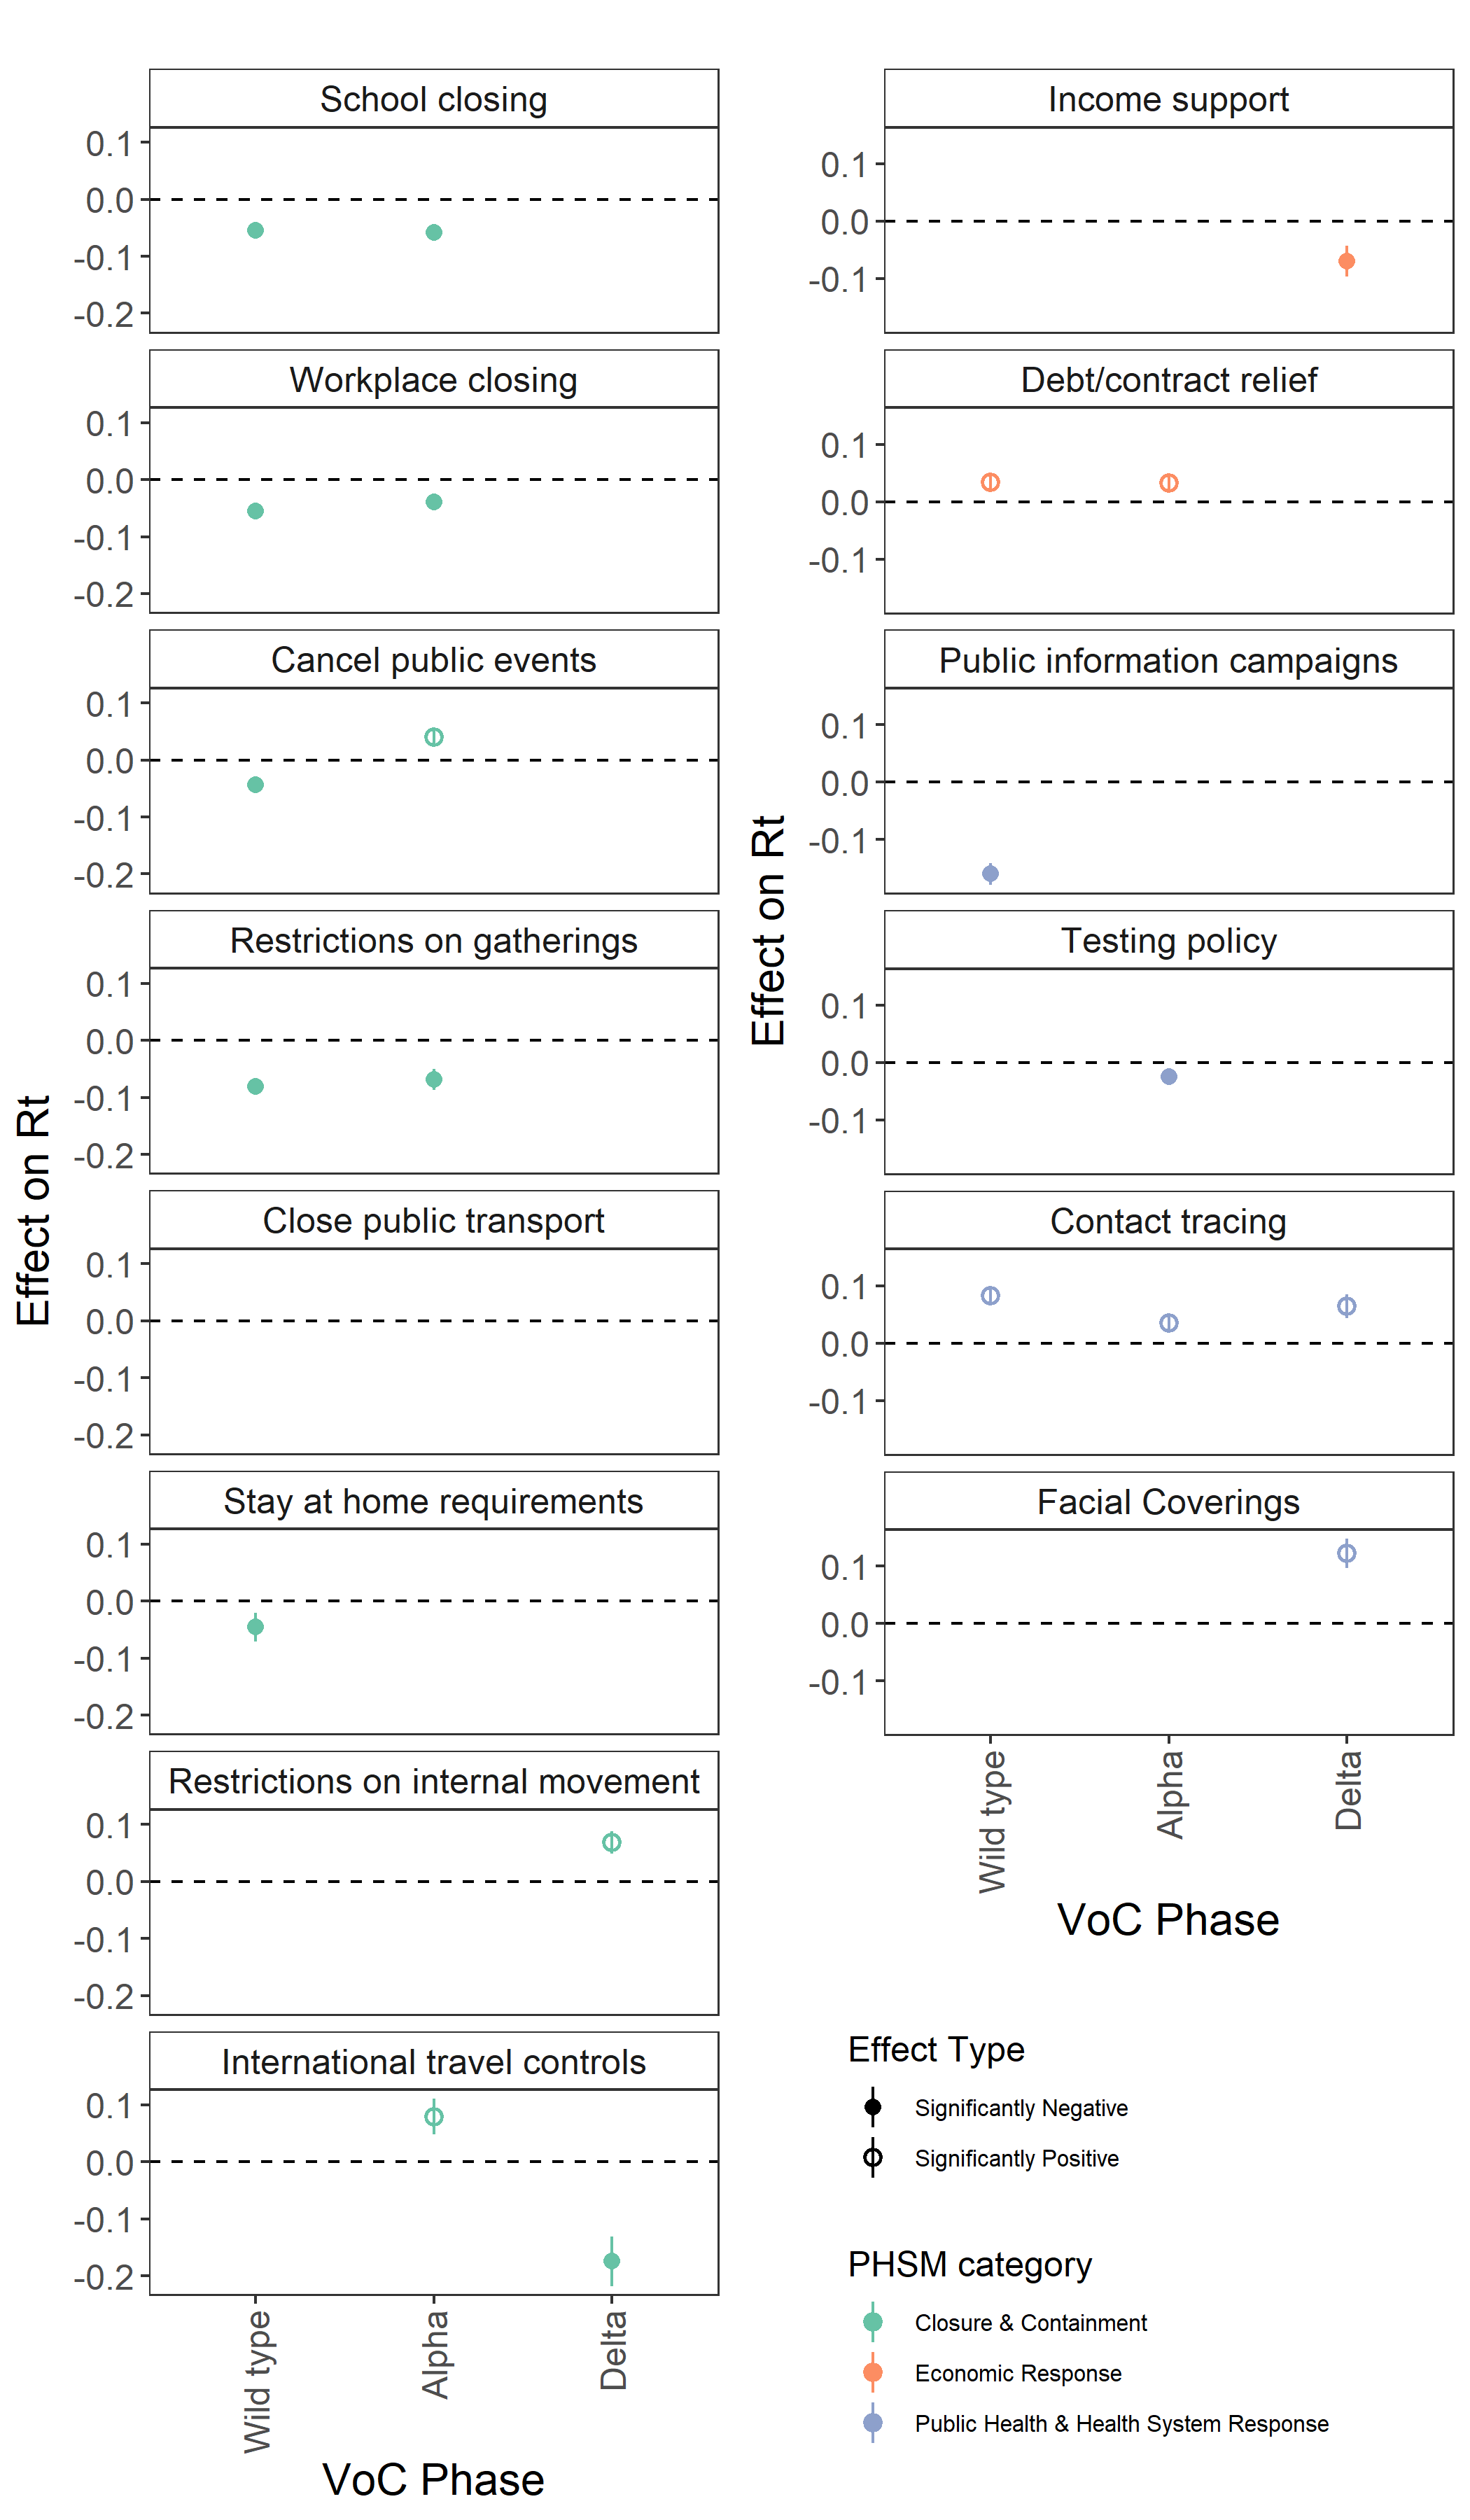 School closing
0.1
0.0
-0.1
-0.2
Workplace closing
0.1
0.0
-0.1
-0.2
Cancel public events
0.1
0.0
-0.1
-0.2
Restrictions on gatherings
0.1
0.0
-0.1
-0.2
Close public transport
0.1
0.0
-0.1
-0.2
Stay at home requirements
0.1
0.0
-0.1
-0.2
Restrictions on internal movement
0.1
0.0
-0.1
-0.2
International travel controls
0.1
0.0
-0.1
-0.2
Effect on Rt
Wild type
Alpha
Delta
VoC Phase
Income support
0.1
0.0
-0.1
Debt/contract relief
0.1
0.0
-0.1
Public information campaigns
0.1
0.0
-0.1
Testing policy
0.1
0.0
-0.1
Contact tracing
0.1
0.0
-0.1
Facial Coverings
0.1
0.0
-0.1
Effect on Rt
Wild type
Alpha
Delta
VoC Phase
Effect Type
Significantly Negative
Significantly Positive
PHSM category
Closure & Containment
Economic Response
Public Health & Health System Response